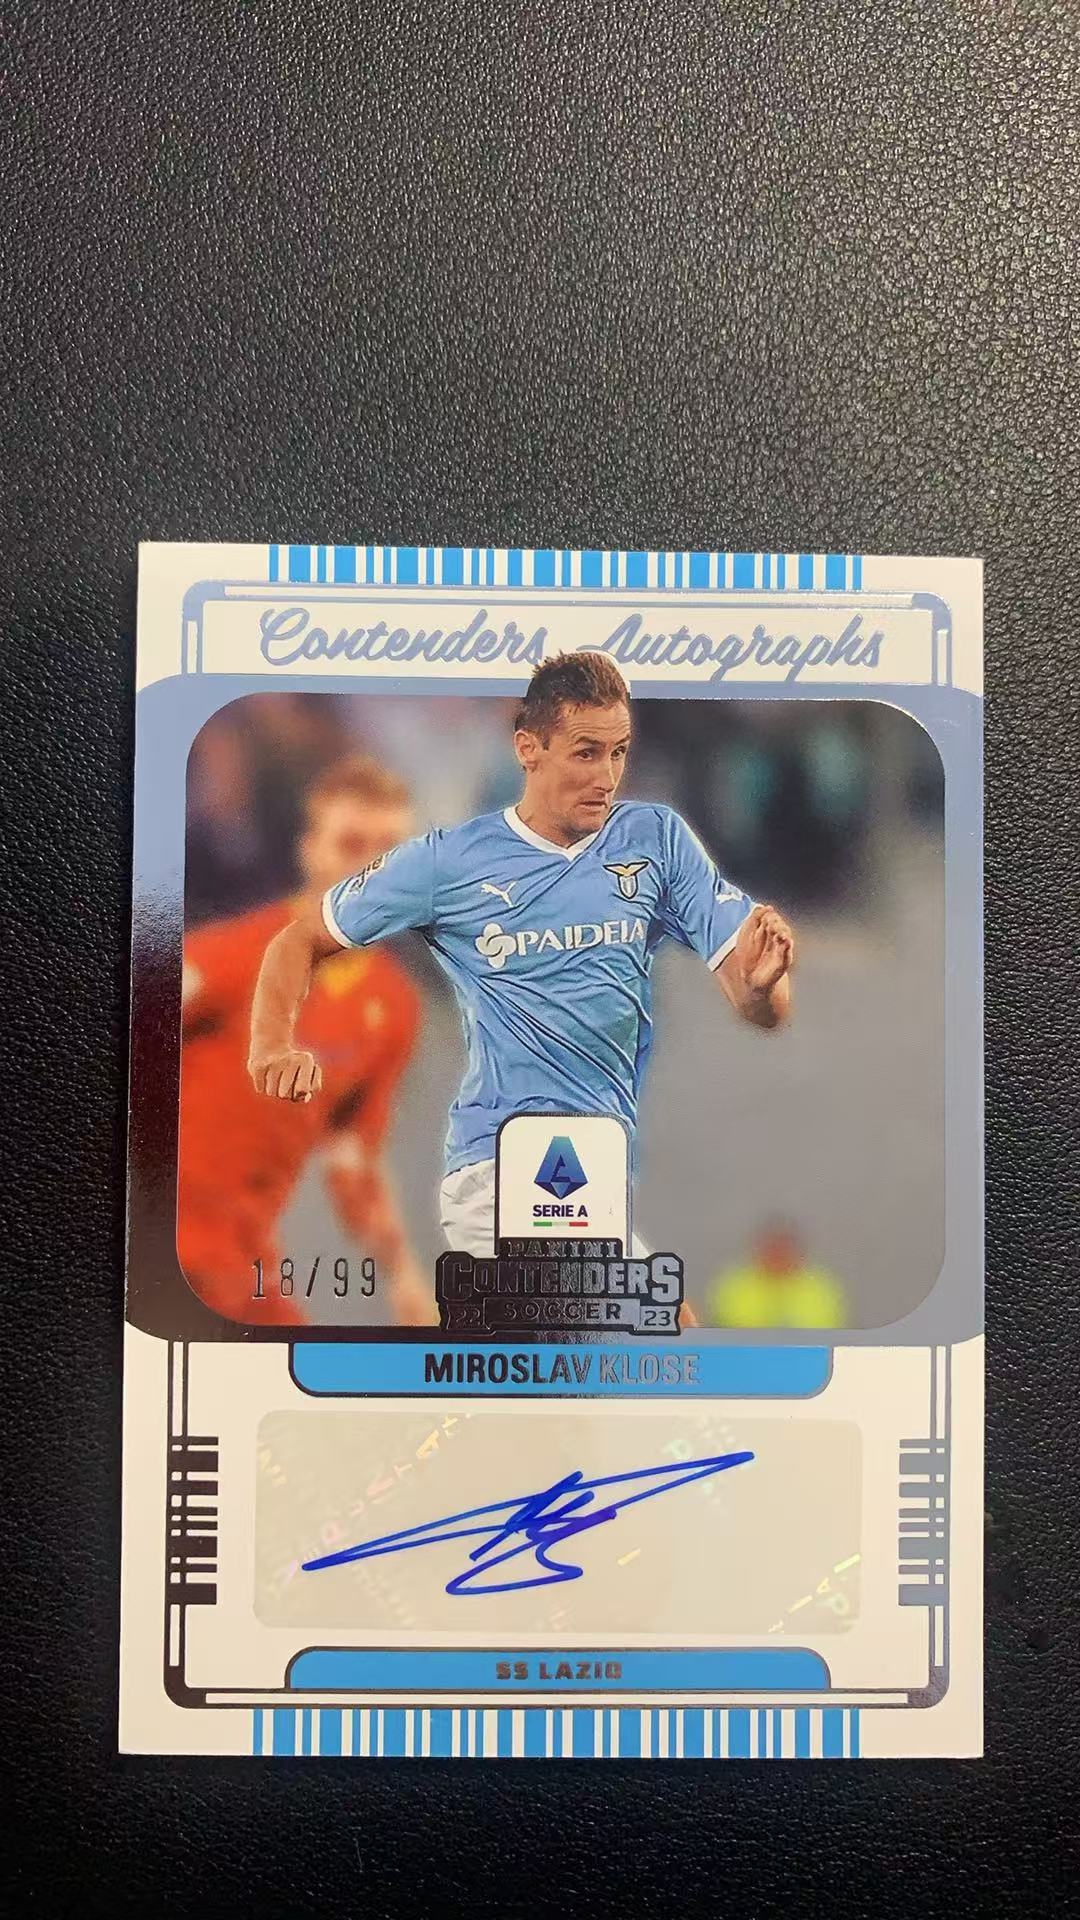 Contenders Autographs
PAIDEIA
SERIE A
18/99
PANINI
CONTENDERS
22 SOCCER 23
MIROSLAV KLOSE
SS LAZIO